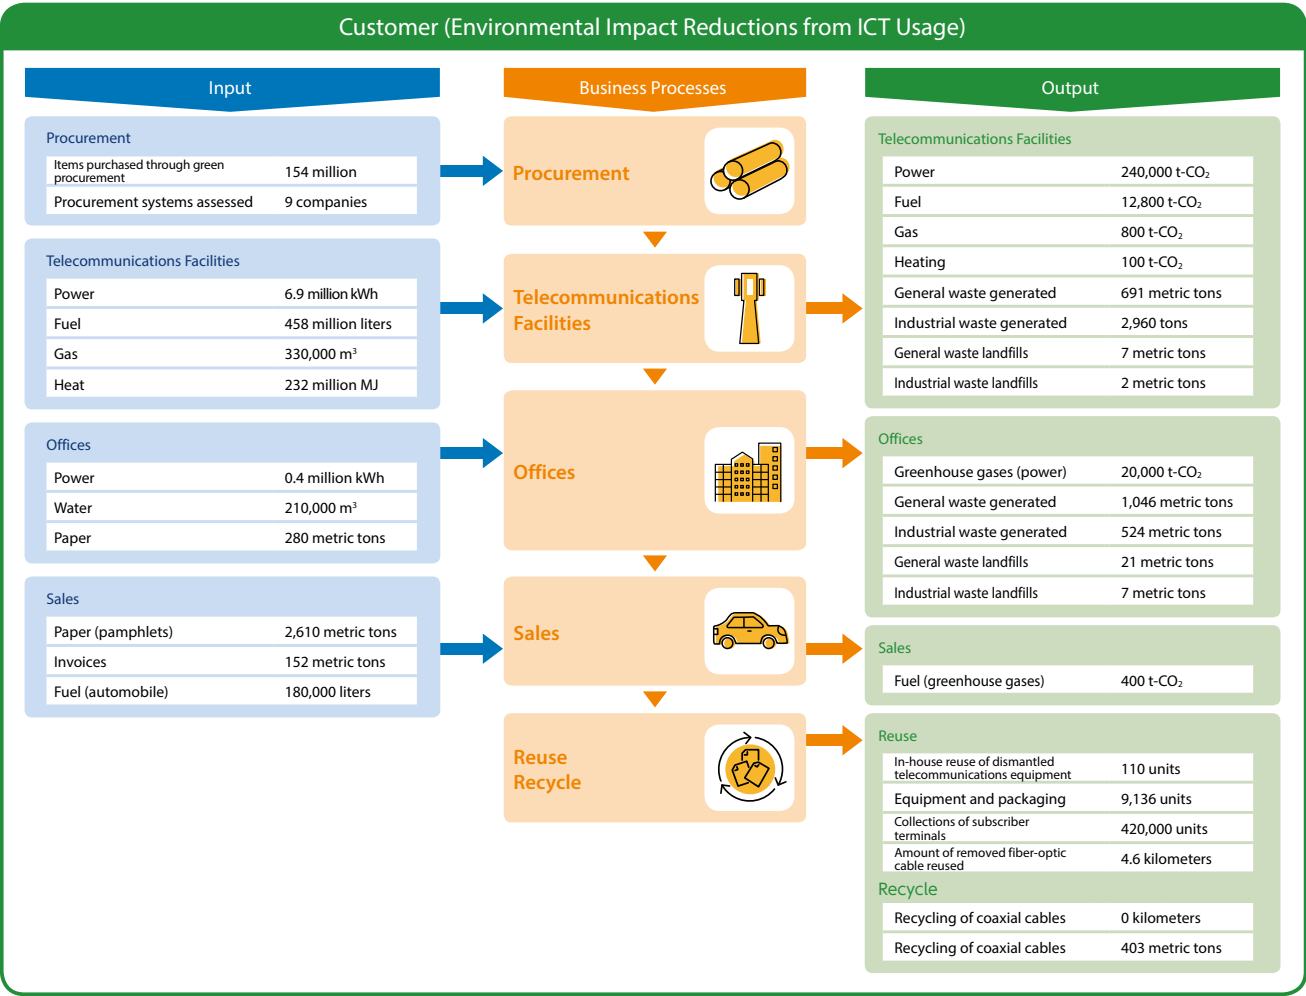 Customer (Environmental Impact Reductions from ICT Usage)
Input
Procurement
Items purchased through green
procurement
154 million
Procurement systems assessed 9 companies
Telecommunications Facilities
Power 6.9 million kWh
Fuel 458 million liters
Gas 330,000 m³
Heat 232 million MJ
Offices
Power 0.4 million kWh
Water 210,000 m³
Paper 280 metric tons
Sales
Paper (pamphlets) 2,610 metric tons
Invoices 152 metric tons
Fuel (automobile) 180,000 liters
Business Processes
Procurement
Telecommunications
Facilities
Offices
Sales
Reuse
Recycle
Output
Telecommunications Facilities
Power 240,000 t-CO₂
Fuel 12,800 t-CO₂
Gas 800 t-CO₂
Heating 100 t-CO₂
General waste generated 691 metric tons
Industrial waste generated 2,960 tons
General waste landfills 7 metric tons
Industrial waste landfills 2 metric tons
Offices
Greenhouse gases (power) 20,000 t-CO₂
General waste generated 1,046 metric tons
Industrial waste generated 524 metric tons
General waste landfills 21 metric tons
Industrial waste landfills 7 metric tons
Sales
Fuel (greenhouse gases) 400 t-CO₂
Reuse
In-house reuse of dismantled
telecommunications equipment
110 units
Equipment and packaging 9,136 units
Collections of subscriber
terminals
420,000 units
Amount of removed fiber-optic
cable reused
4.6 kilometers
Recycle
Recycling of coaxial cables 0 kilometers
Recycling of coaxial cables 403 metric tons